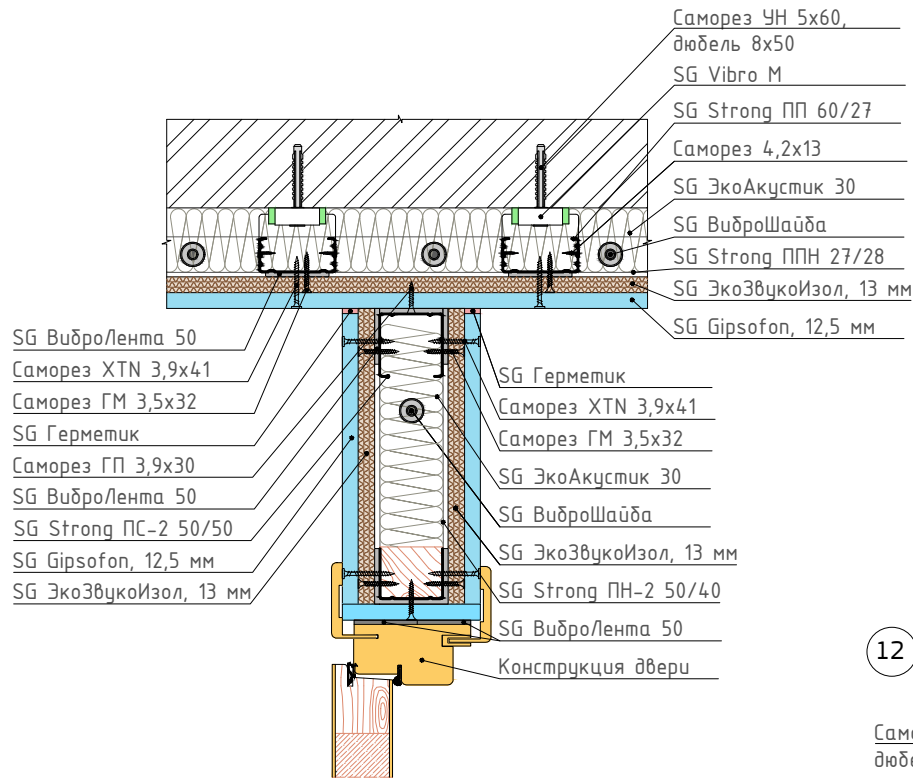 Саморез УН 5х60,
дюбель 8х50
SG Vibro M
SG Strong ПП 60/27
Саморез 4,2х13
SG ЭкоАкустик 30
SG ВиброШайба
SG Strong ППН 27/28
SG ЭкоЗвукоИзол, 13 мм
SG Gipsofon, 12,5 мм
SG ВиброЛента 50
Саморез XTN 3,9х41
Саморез ГМ 3,5х32
SG Герметик
Саморез ГП 3,9х30
SG ВиброЛента 50
SG Strong ПС-2 50/50
SG Gipsofon, 12,5 мм
SG ЭкоЗвукоИзол, 13 мм
SG Герметик
Саморез XTN 3,9х41
Саморез ГМ 3,5х32
SG ЭкоАкустик 30
SG ВиброШайба
SG ЭкоЗвукоИзол, 13 мм
SG Strong ПН-2 50/40
SG ВиброЛента 50
Конструкция двери
12
Само
дюбе